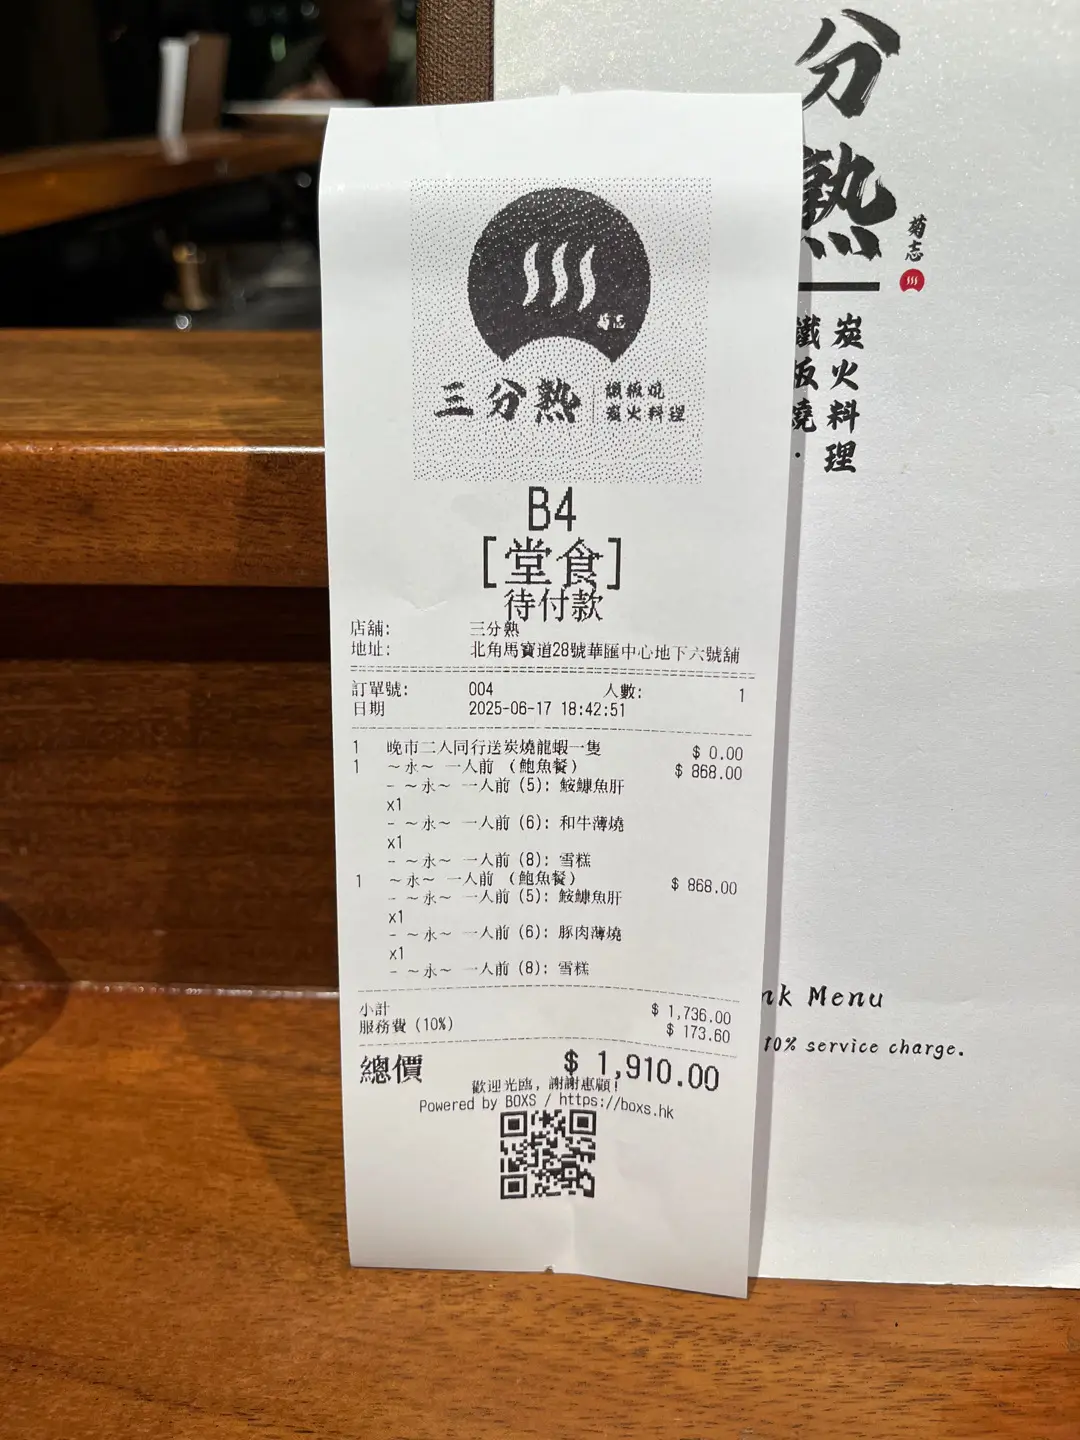 菊志
三分熟
鐵板燒
炭火料理
B4
[堂食]
待付款
店舖: 三分熟
地址: 北角馬寶道28號華匯中心地下六號舖
訂單號: 004 人數: 1
日期 2025-06-17 18:42:51
1 晚市二人同行送炭燒龍蝦一隻 $ 0.00
1 ～永～ 一人前 (鮑魚餐) $ 868.00
- ～永～ 一人前 (5): 鮟鱇魚肝
x1
- ～永～ 一人前 (6): 和牛薄燒
x1
- ～永～ 一人前 (8): 雪糕
1 ～永～ 一人前 (鮑魚餐) $ 868.00
- ～永～ 一人前 (5): 鮟鱇魚肝
x1
- ～永～ 一人前 (6): 豚肉薄燒
x1
- ～永～ 一人前 (8): 雪糕
小計 $ 1,736.00
服務費 (10%) $ 173.60
總價 $ 1,910.00
歡迎光臨, 謝謝惠顧!
Powered by BOXS / https://boxs.hk
分熟
菊志
炭火料理
鐵板燒·
nk Menu
10% service charge.